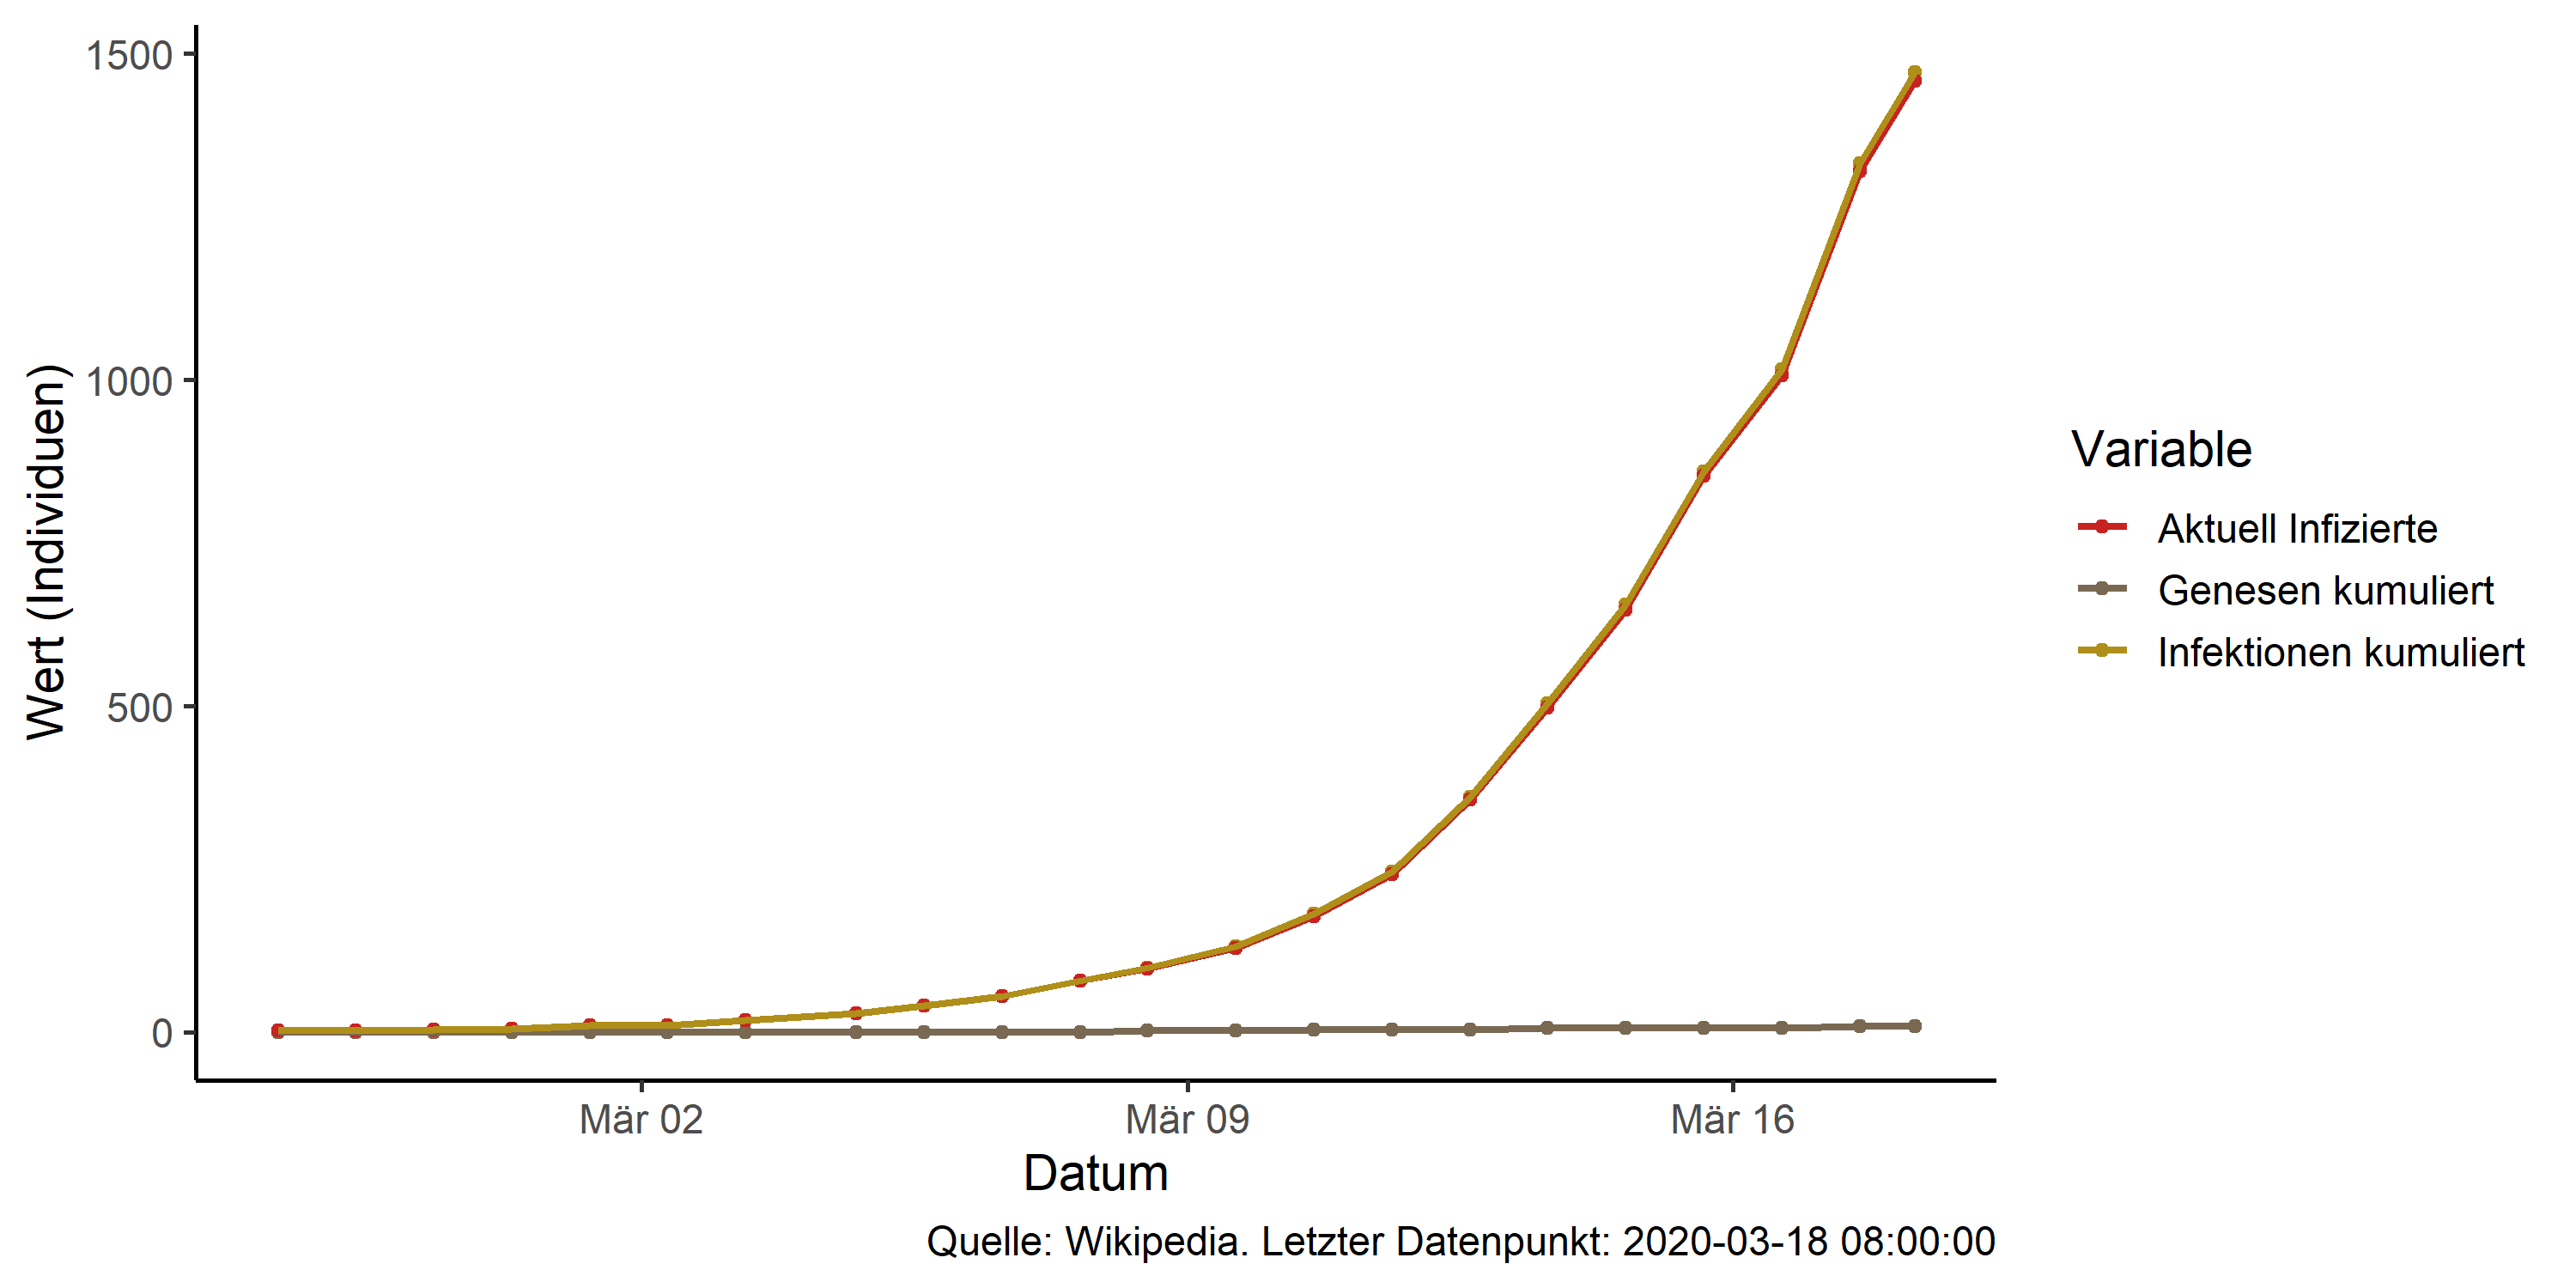 1500
1000
500
0
Wert (Individuen)
Mär 02
Mär 09
Mär 16
Datum
Variable
Aktuell Infizierte
Genesen kumuliert
Infektionen kumuliert
Quelle: Wikipedia. Letzter Datenpunkt: 2020-03-18 08:00:00